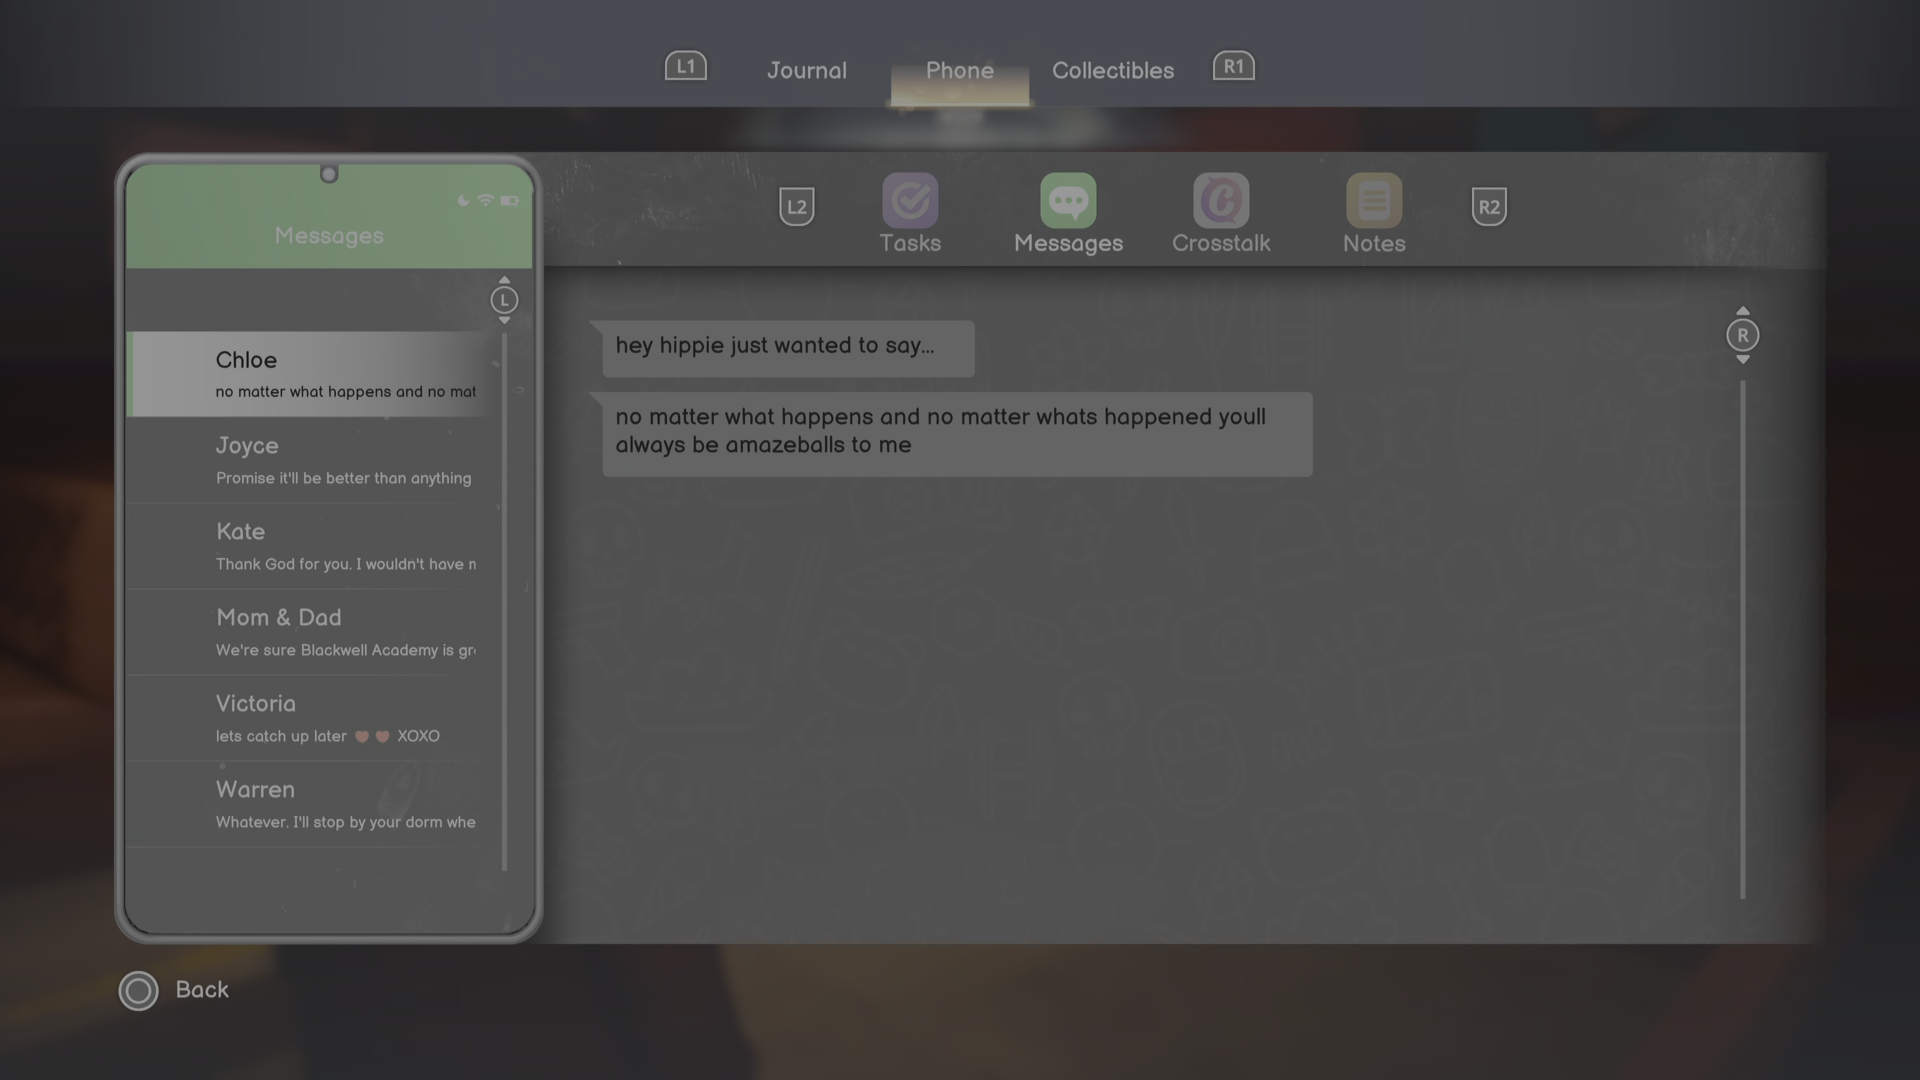 L1
Journal
Phone
Collectibles
R1
Messages
L2
Tasks
Messages
Crosstalk
Notes
R2
L
Chloe
no matter what happens and no mat
Joyce
Promise it'll be better than anything
Kate
Thank God for you. I wouldn't have
Mom & Dad
We're sure Blackwell Academy is
Victoria
lets catch up later ❤❤ XOXO
Warren
Whatever. I'll stop by your dorm whe
hey hippie just wanted to say...
no matter what happens and no matter whats happened youll
always be amazeballs to me
R
Back